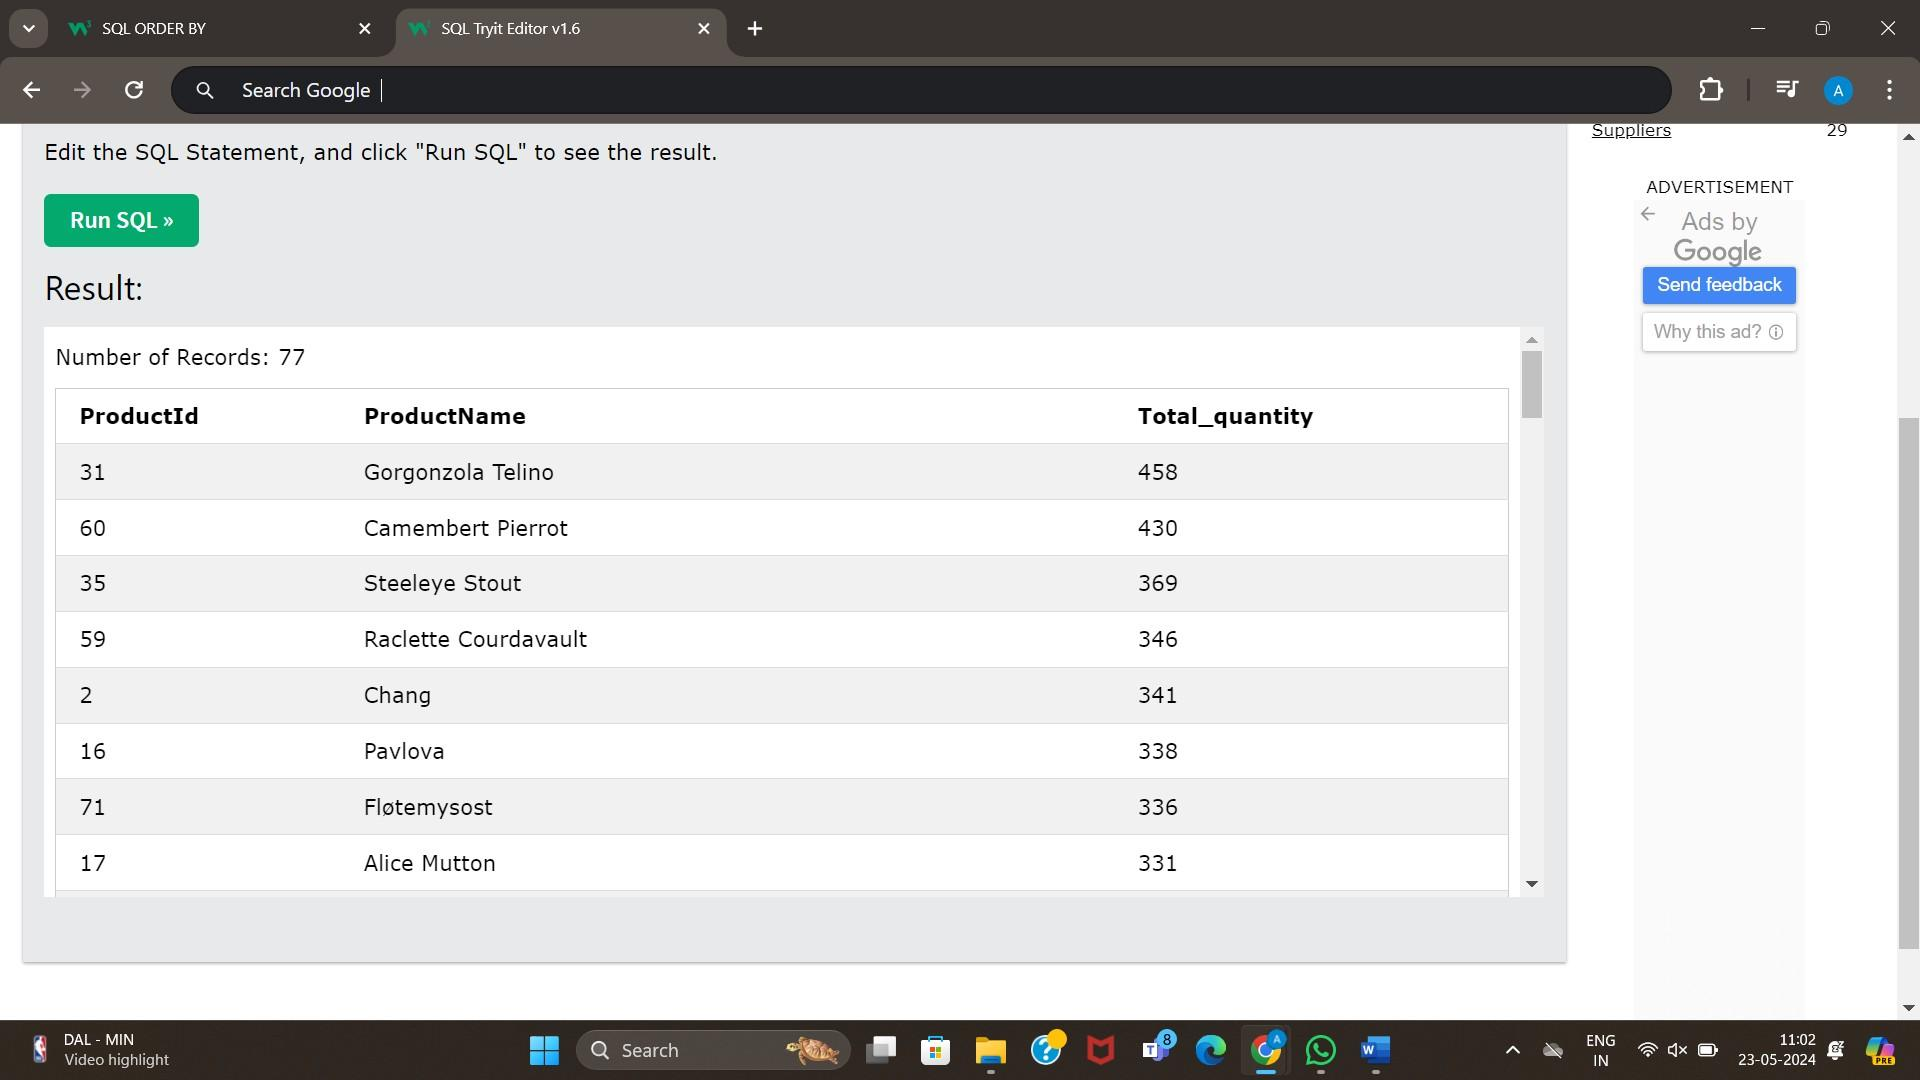 SQL ORDER BY
SQL Tryit Editor v1.6
Search Google
A
Edit the SQL Statement, and click "Run SQL" to see the result.
Suppliers 29
Run SQL »
Result:
ADVERTISEMENT
Ads by
Google
Send feedback
Why this ad?
Number of Records: 77
ProductId ProductName Total_quantity
31 Gorgonzola Telino 458
60 Camembert Pierrot 430
35 Steeleye Stout 369
59 Raclette Courdavault 346
2 Chang 341
16 Pavlova 338
71 Fløtemysost 336
17 Alice Mutton 331
DAL - MIN
Video highlight
Search
8
T
A
W
ENG
IN
11:02
23-05-2024
PRE